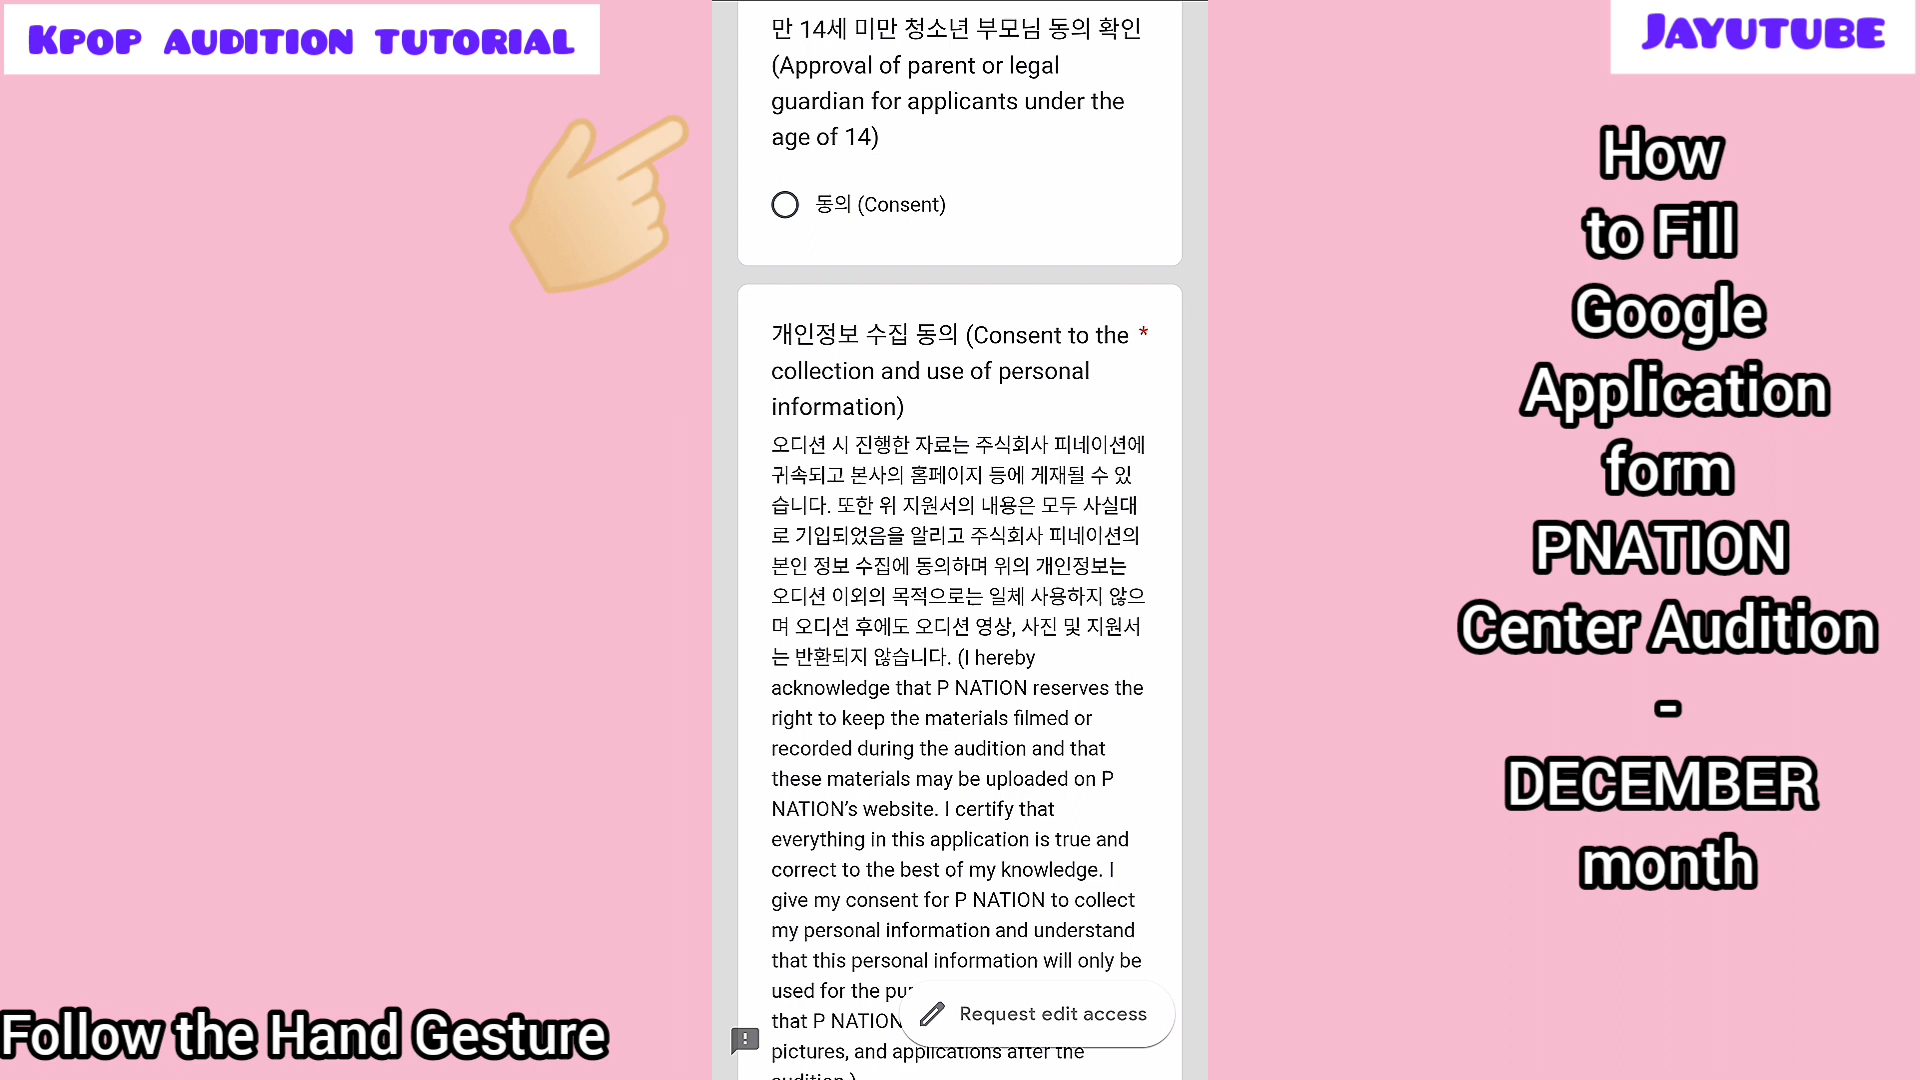 KPOP AUDITION TUTORIAL
JAYUTUBE
만 14세 미만 청소년 부모님 동의 확인
(Approval of parent or legal
guardian for applicants under the
age of 14)
동의 (Consent)
개인정보 수집 동의 (Consent to the *
collection and use of personal
information)
오디션 시 진행한 자료는 주식회사 피네이션에
귀속되고 본사의 홈페이지 등에 게재될 수 있
습니다. 또한 위 지원서의 내용은 모두 사실대
로 기입되었음을 알리고 주식회사 피네이션의
본인 정보 수집에 동의하며 위의 개인정보는
오디션 이외의 목적으로는 일체 사용하지 않으
며 오디션 후에도 오디션 영상, 사진 및 지원서
는 반환되지 않습니다. (I hereby
acknowledge that P NATION reserves the
right to keep the materials filmed or
recorded during the audition and that
these materials may be uploaded on P
NATION’s website. I certify that
everything in this application is true and
correct to the best of my knowledge. I
give my consent for P NATION to collect
my personal information and understand
that this personal information will only be
used for the
that P NATION
pictures, and applications after the
Request edit access
How
to Fill
Google
Application
form
PNATION
Center Audition
-
DECEMBER
month
Follow the Hand Gesture